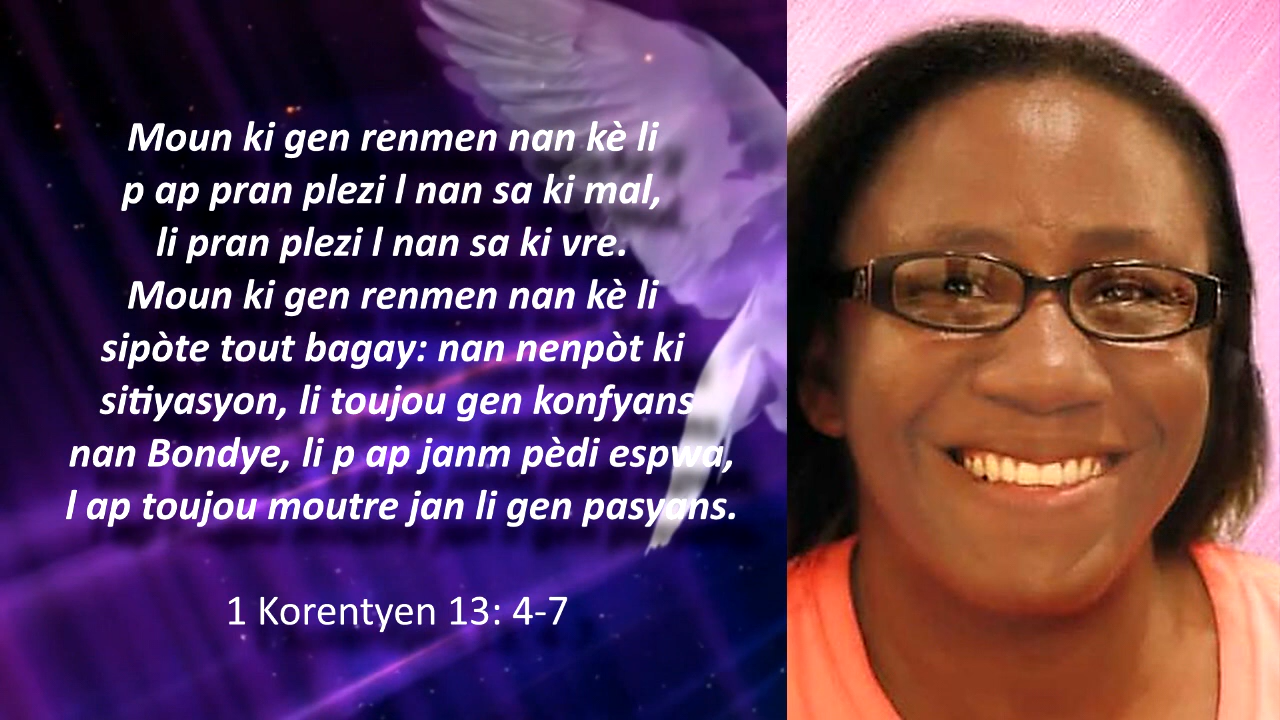 Moun ki gen renmen nan kè li
p ap pran plezi l nan sa ki mal,
li pran plezi l nan sa ki vre.
Moun ki gen renmen nan kè li
sipòte tout bagay: nan nenpòt ki
sitiyasyon, li toujou gen konfyans
nan Bondye, li p ap janm pèdi espwa,
l ap toujou moutre jan li gen pasyans.
1 Korentyen 13: 4-7